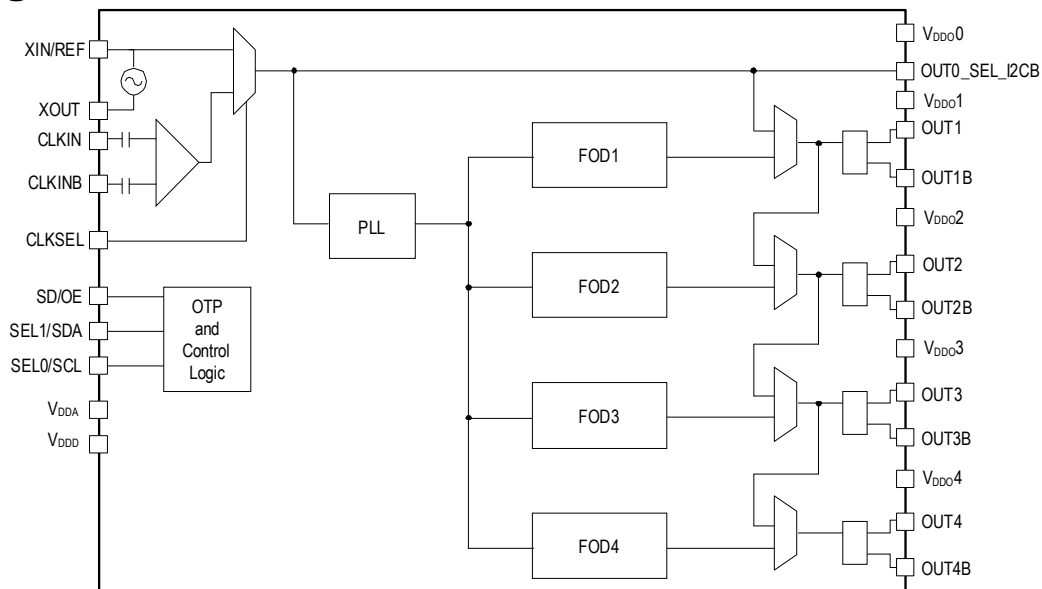 XIN/REF
XOUT
CLKIN
CLKINB
CLKSEL
SD/OE
SEL1/SDA
SEL0/SCL
VDDA
VDDD
OTP
and
Control
Logic
PLL
FOD1
FOD2
FOD3
FOD4
VDDO0
OUT0_SEL_I2CB
VDDO1
OUT1
OUT1B
VDDO2
OUT2
OUT2B
VDDO3
OUT3
OUT3B
VDDO4
OUT4
OUT4B